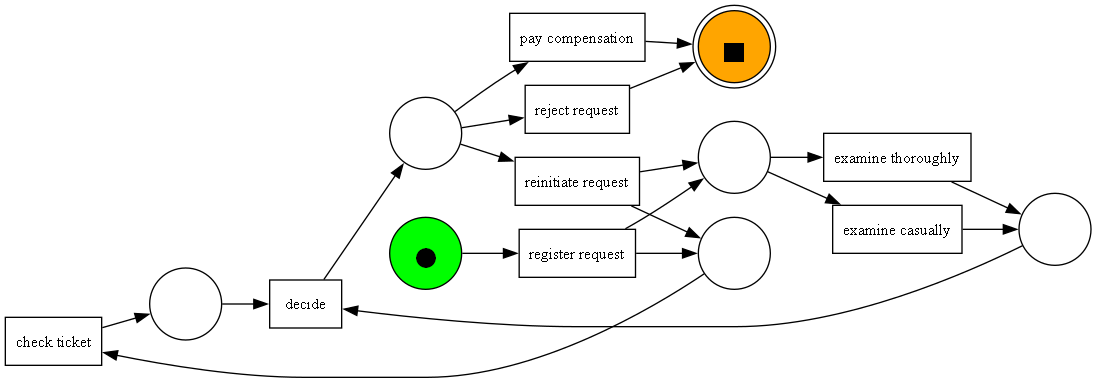 pay compensation
reject request
reinitiate request
examine thoroughly
examine casually
register request
decide
check ticket